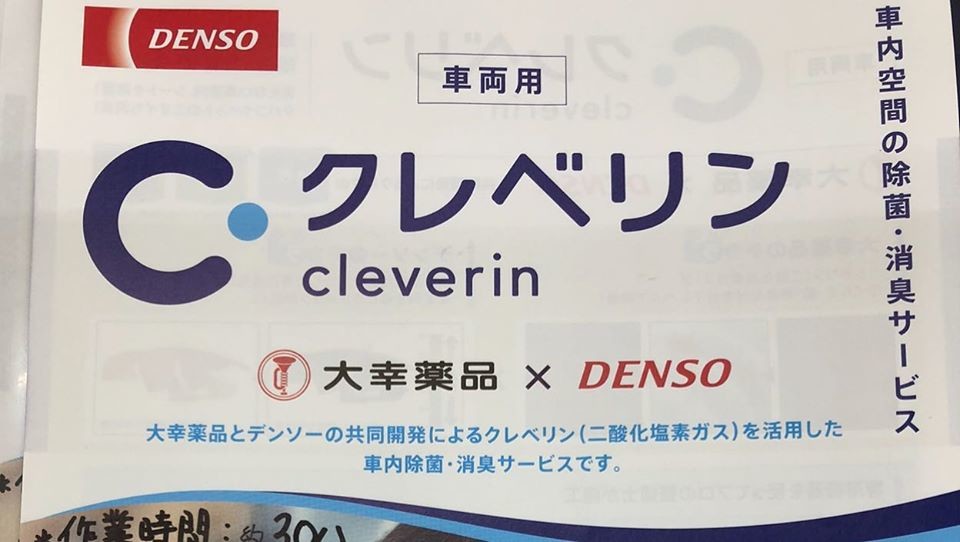 DENSO
車両用
クレベリン
cleverin
大幸薬品 × DENSO
大幸薬品とデンソーの共同開発によるクレベリン(二酸化塩素ガス)を活用した
車内除菌・消臭サービスです。
車内空間の除菌・消臭サービス
*作業時間:約30